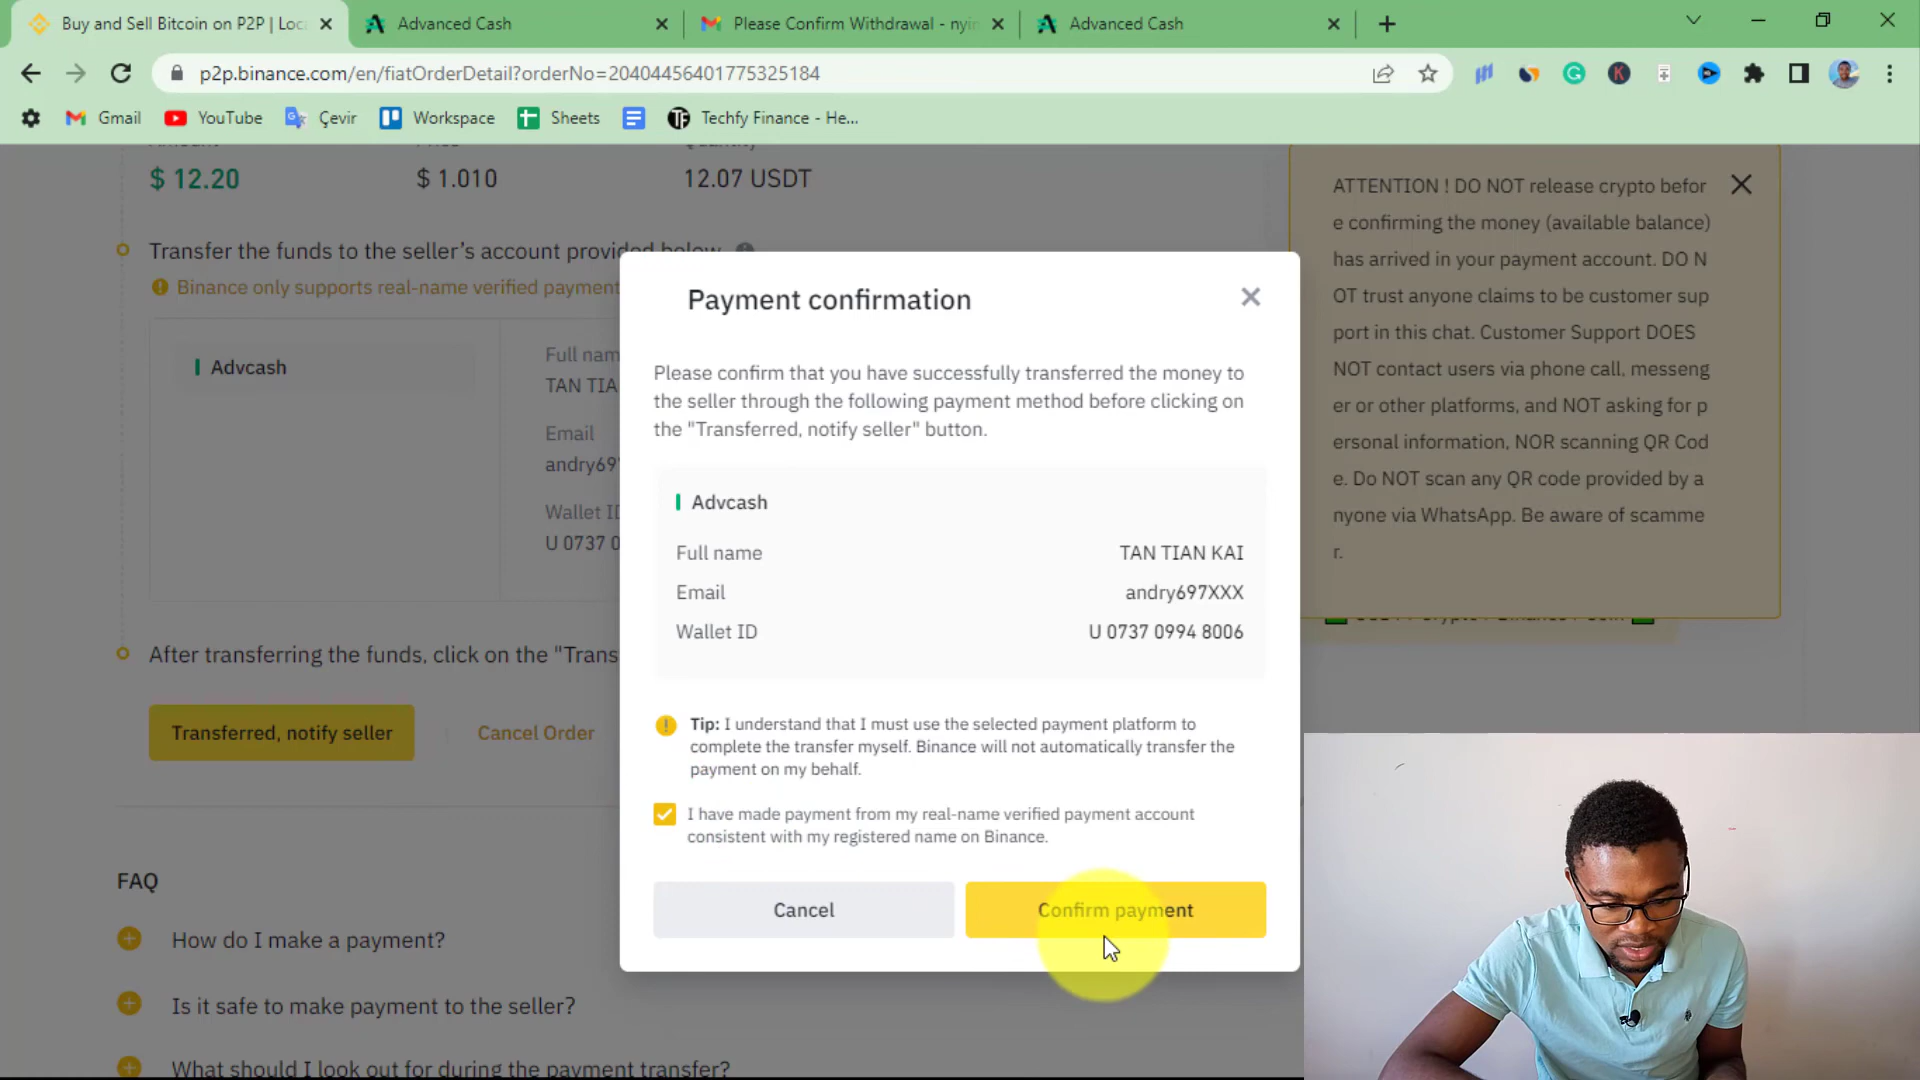 Buy and Sell Bitcoin on P2P | Loc
Advanced Cash
Please Confirm Withdrawal - nyin
Advanced Cash
p2p.binance.com/en/fiatOrderDetail?orderNo=20404456401775325184
Gmail
YouTube
Çevir
Workspace
Sheets
Techfy Finance - He...
Amount
Quantity
$ 12.20
$ 1.010
12.07 USDT
Transfer the funds to the seller's account provided below
Binance only supports real-name verified payment
Advcash
Full nam
TAN TIA
Email
andry69
Wallet ID
U 0737 0
After transferring the funds, click on the "Trans
Transferred, notify seller
Cancel Order
FAQ
How do I make a payment?
Is it safe to make payment to the seller?
What should I look out for during the payment transfer?
Payment confirmation
Please confirm that you have successfully transferred the money to
the seller through the following payment method before clicking on
the "Transferred, notify seller" button.
Advcash
Full name
TAN TIAN KAI
Email
andry697XXX
Wallet ID
U 0737 0994 8006
Tip: I understand that I must use the selected payment platform to
complete the transfer myself. Binance will not automatically transfer the
payment on my behalf.
I have made payment from my real-name verified payment account
consistent with my registered name on Binance.
Cancel
Confirm payment
ATTENTION ! DO NOT release crypto befor
e confirming the money (available balance)
has arrived in your payment account. DO N
OT trust anyone claims to be customer sup
port in this chat. Customer Support DOES
NOT contact users via phone call, messeng
er or other platforms, and NOT asking for p
ersonal information, NOR scanning QR Cod
e. Do NOT scan any QR code provided by a
nyone via WhatsApp. Be aware of scamme
r.